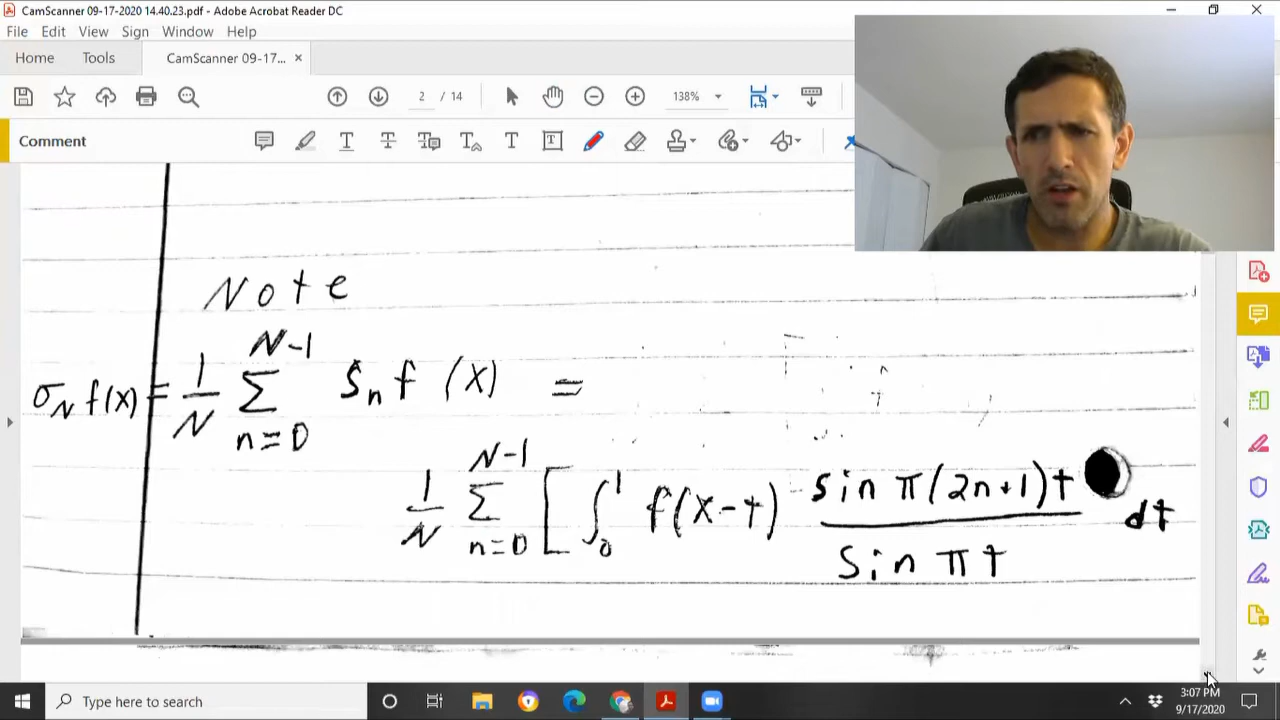 CamScanner 09-17-2020 14.40.23.pdf - Adobe Acrobat Reader DC
File Edit View Sign Window Help
Home Tools CamScanner 09-17... ×
2 / 14 138%
Comment
Note
σ_N f(x) = 1/N Σ_{n=0}^{N-1} S_n f (x) =
1/N Σ_{n=0}^{N-1} [ ∫_0^1 f(x-t) sin π(2n+1)t / sin πt dt
Type here to search
3:07 PM
9/17/2020